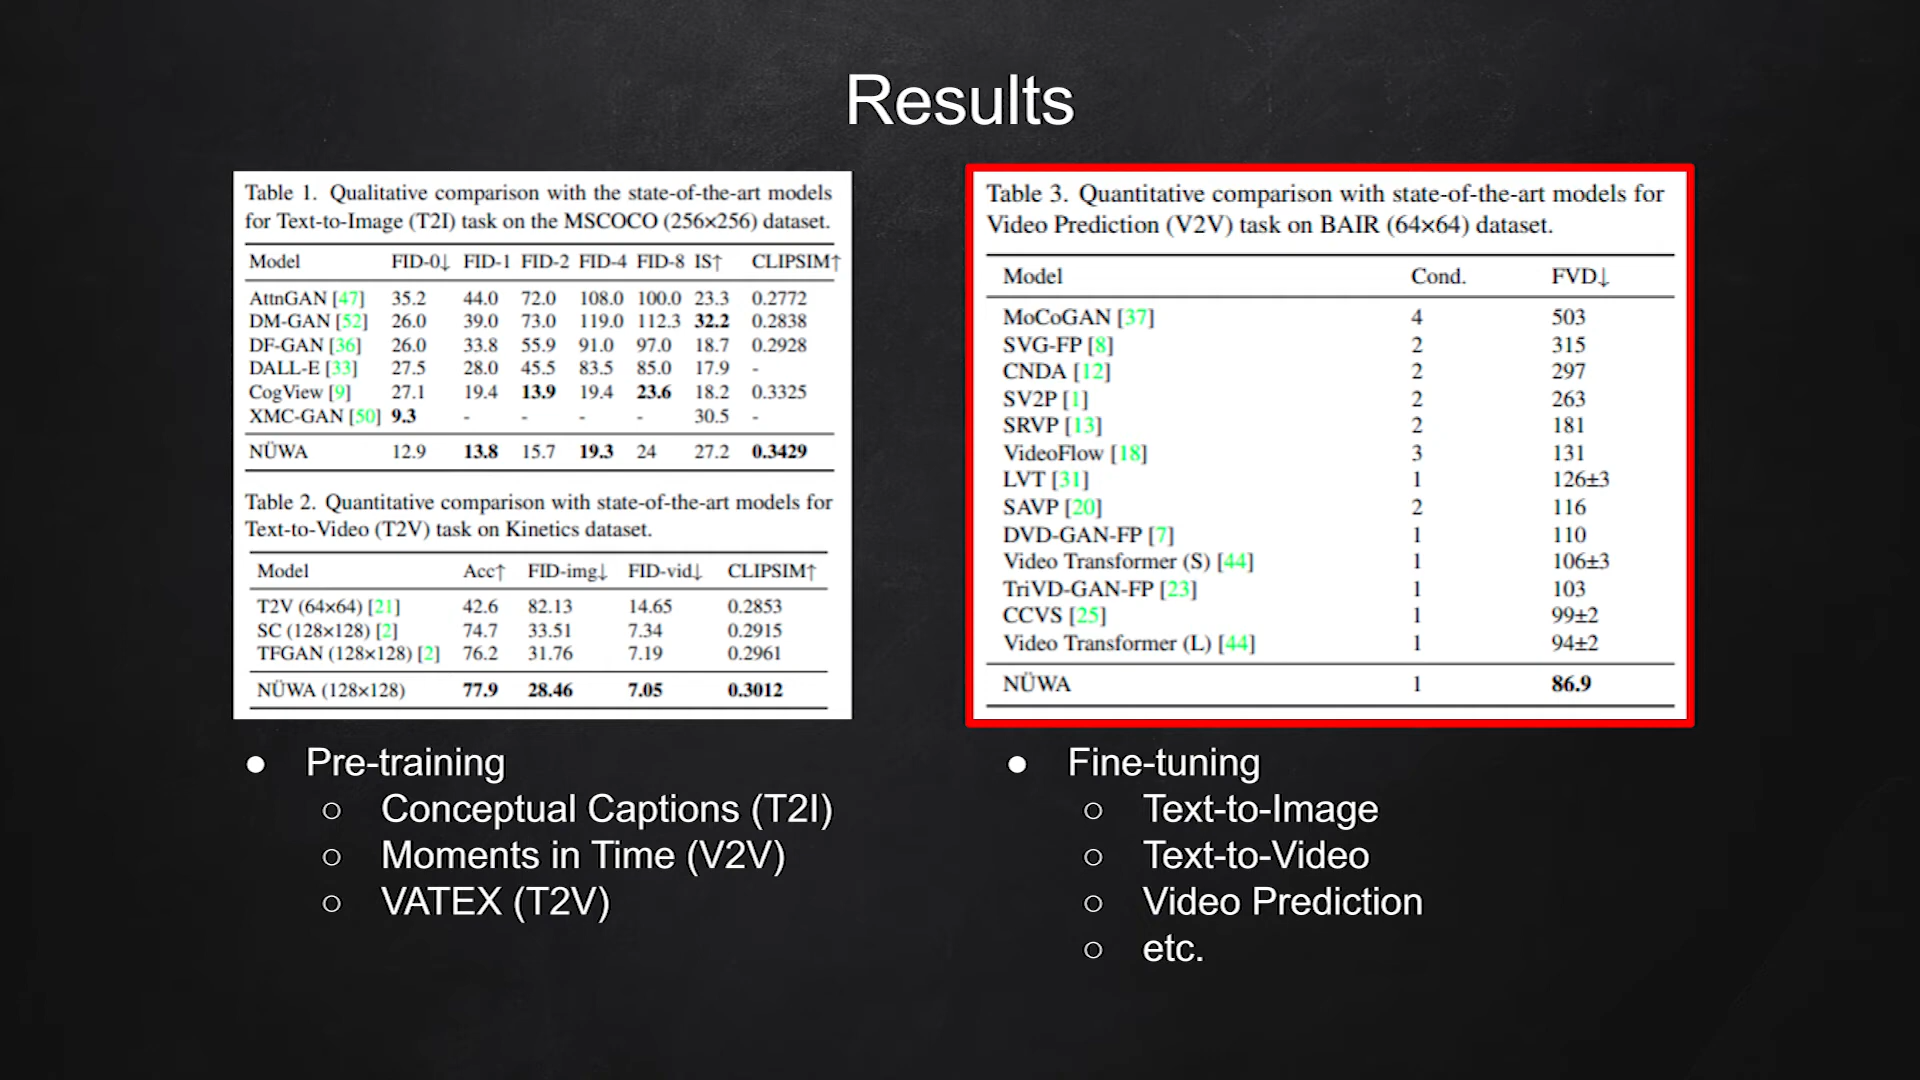 Results
Table 1. Qualitative comparison with the state-of-the-art models
for Text-to-Image (T2I) task on the MSCOCO (256×256) dataset.
Model FID-0↓ FID-1 FID-2 FID-4 FID-8 IS↑ CLIPSIM↑
AttnGAN [47] 35.2 44.0 72.0 108.0 100.0 23.3 0.2772
DM-GAN [52] 26.0 39.0 73.0 119.0 112.3 32.2 0.2838
DF-GAN [36] 26.0 33.8 55.9 91.0 97.0 18.7 0.2928
DALL-E [33] 27.5 28.0 45.5 83.5 85.0 17.9 -
CogView [9] 27.1 19.4 13.9 19.4 23.6 18.2 0.3325
XMC-GAN [50] 9.3 - - - - 30.5 -
NÜWA 12.9 13.8 15.7 19.3 24 27.2 0.3429
Table 2. Quantitative comparison with state-of-the-art models for
Text-to-Video (T2V) task on Kinetics dataset.
Model Acc↑ FID-img↓ FID-vid↓ CLIPSIM↑
T2V (64×64) [21] 42.6 82.13 14.65 0.2853
SC (128×128) [2] 74.7 33.51 7.34 0.2915
TFGAN (128×128) [2] 76.2 31.76 7.19 0.2961
NÜWA (128×128) 77.9 28.46 7.05 0.3012
Table 3. Quantitative comparison with state-of-the-art models for
Video Prediction (V2V) task on BAIR (64×64) dataset.
Model Cond. FVD↓
MoCoGAN [37] 4 503
SVG-FP [8] 2 315
CNDA [12] 2 297
SV2P [1] 2 263
SRVP [13] 2 181
VideoFlow [18] 3 131
LVT [31] 1 126±3
SAVP [20] 2 116
DVD-GAN-FP [7] 1 110
Video Transformer (S) [44] 1 106±3
TriVD-GAN-FP [23] 1 103
CCVS [25] 1 99±2
Video Transformer (L) [44] 1 94±2
NÜWA 1 86.9
● Pre-training
○ Conceptual Captions (T2I)
○ Moments in Time (V2V)
○ VATEX (T2V)
● Fine-tuning
○ Text-to-Image
○ Text-to-Video
○ Video Prediction
○ etc.